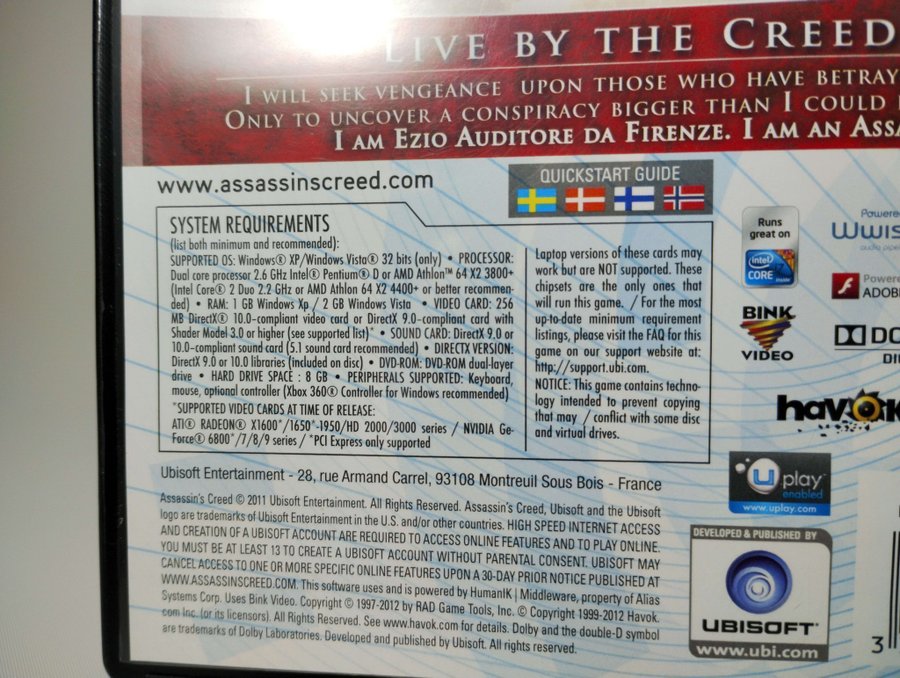 LIVE BY THE CREED
I WILL SEEK VENGEANCE UPON THOSE WHO HAVE BETRAY
ONLY TO UNCOVER A CONSPIRACY BIGGER THAN I COULD
I AM EZIO AUDITORE DA FIRENZE. I AM AN ASSA
www.assassinscreed.com
QUICKSTART GUIDE
SYSTEM REQUIREMENTS
(list both minimum and recommended):
SUPPORTED OS: Windows® XP/Windows Vista® 32 bits (only) • PROCESSOR:
Dual core processor 2.6 GHz Intel® Pentium® D or AMD Athlon™ 64 X2 3800+
(Intel Core® 2 Duo 2.2 GHz or AMD Athlon 64 X2 4400+ or better recommen-
ded) • RAM: 1 GB Windows Xp / 2 GB Windows Vista • VIDEO CARD: 256
MB DirectX® 10.0-compliant video card or DirectX 9.0-compliant card with
Shader Model 3.0 or higher (see supported list)* • SOUND CARD: DirectX 9.0 or
10.0-compliant sound card (5.1 sound card recommended) • DIRECTX VERSION:
DirectX 9.0 or 10.0 libraries (included on disc) • DVD-ROM: DVD-ROM dual-layer
drive • HARD DRIVE SPACE : 8 GB • PERIPHERALS SUPPORTED: Keyboard,
mouse, optional controller (Xbox 360® Controller for Windows recommended)
*SUPPORTED VIDEO CARDS AT TIME OF RELEASE:
ATI® RADEON® X1600*/1650*-1950/HD 2000/3000 series / NVIDIA Ge-
Force® 6800*/7/8/9 series / *PCI Express only supported
Laptop versions of these cards may
work but are NOT supported. These
chipsets are the only ones that
will run this game. / For the most
up-to-date minimum requirement
listings, please visit the FAQ for this
game on our support website at:
http://support.ubi.com.
NOTICE: This game contains techno-
logy intended to prevent copying
that may / conflict with some disc
and virtual drives.
Runs
great on
intel
CORE
inside
Powered
Wwis
audio pipe
BINK
VIDEO
Powere
ADOB
DO
DI
havok
Ubisoft Entertainment - 28, rue Armand Carrel, 93108 Montreuil Sous Bois - France
Assassin's Creed © 2011 Ubisoft Entertainment. All Rights Reserved. Assassin's Creed, Ubisoft and the Ubisoft
logo are trademarks of Ubisoft Entertainment in the U.S. and/or other countries. HIGH SPEED INTERNET ACCESS
AND CREATION OF A UBISOFT ACCOUNT ARE REQUIRED TO ACCESS ONLINE FEATURES AND TO PLAY ONLINE.
YOU MUST BE AT LEAST 13 TO CREATE A UBISOFT ACCOUNT WITHOUT PARENTAL CONSENT. UBISOFT MAY
CANCEL ACCESS TO ONE OR MORE SPECIFIC ONLINE FEATURES UPON A 30-DAY PRIOR NOTICE PUBLISHED AT
WWW.ASSASSINSCREED.COM. This software uses and is powered by HumanIK | Middleware, property of Alias
Systems Corp. Uses Bink Video. Copyright © 1997-2012 by RAD Game Tools, Inc. © Copyright 1999-2012 Havok.
com Inc. (or its licensors). All Rights Reserved. See www.havok.com for details. Dolby and the double-D symbol
are trademarks of Dolby Laboratories. Developed and published by Ubisoft. All rights reserved.
uplay
enabled
www.uplay.com
DEVELOPED & PUBLISHED BY
UBISOFT®
www.ubi.com
3